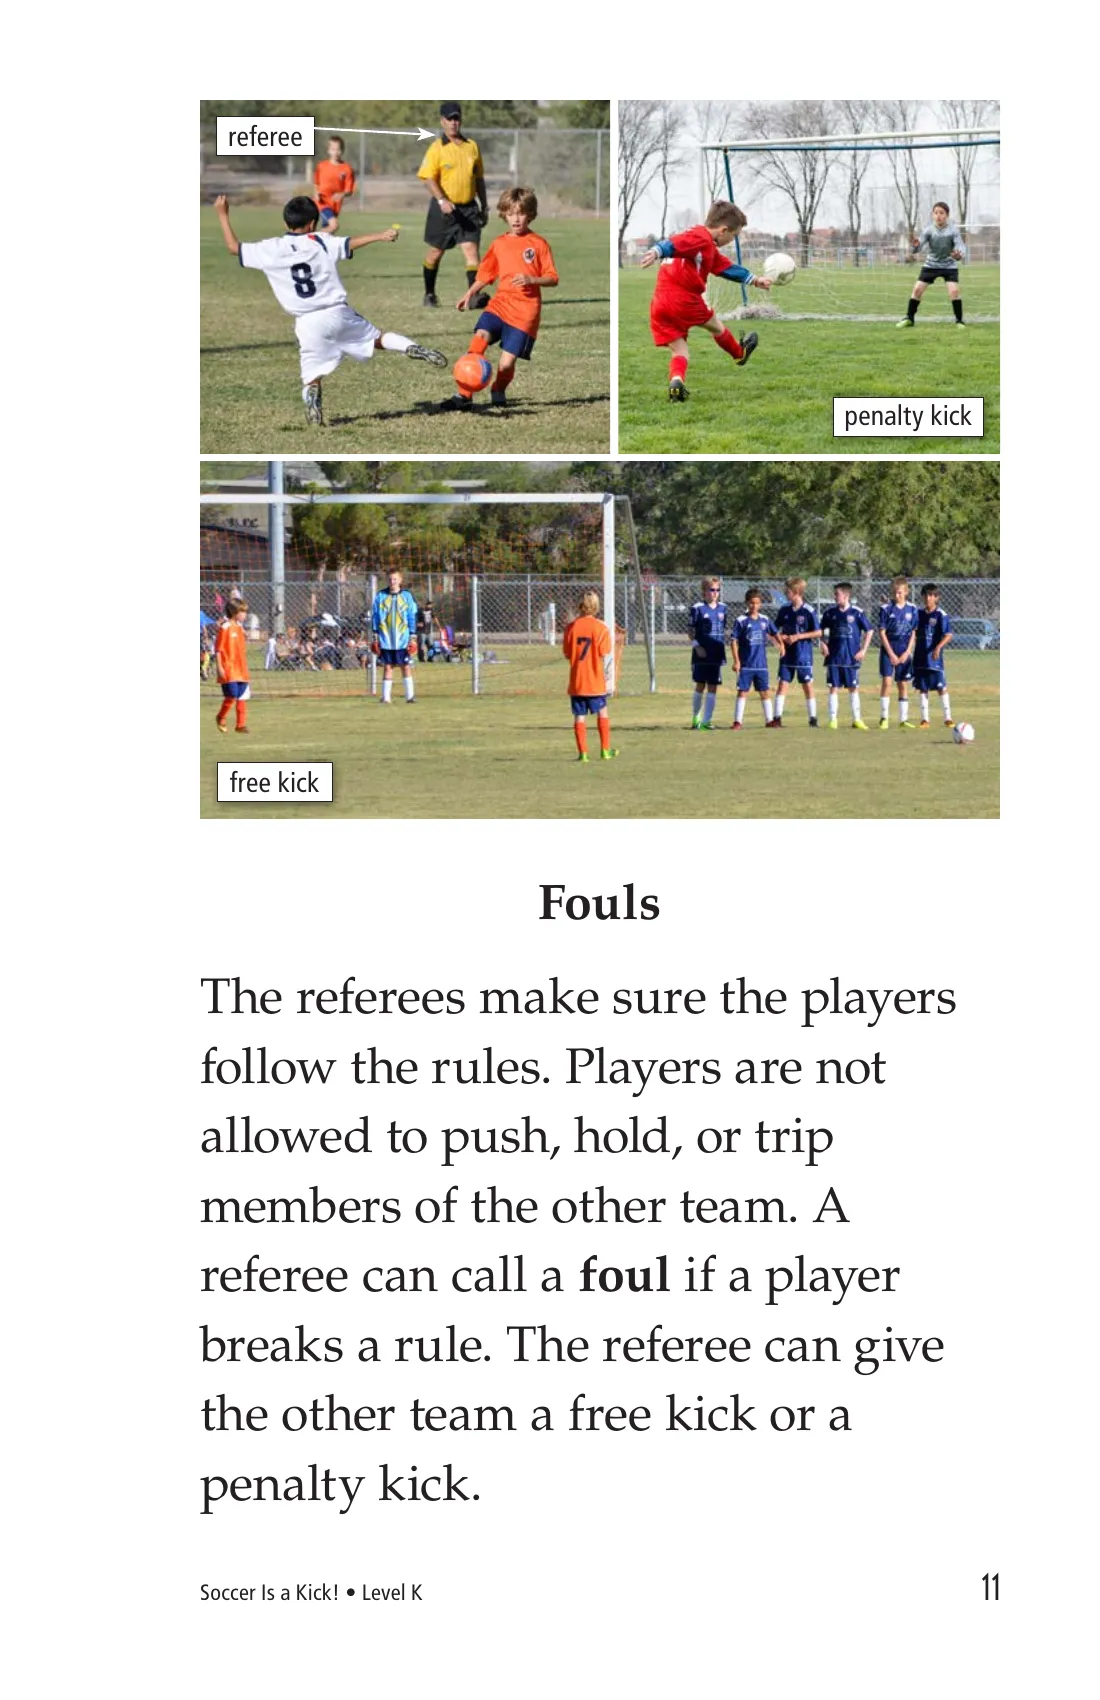 referee
penalty kick
free kick
8
7
Fouls
The referees make sure the players
follow the rules. Players are not
allowed to push, hold, or trip
members of the other team. A
referee can call a foul if a player
breaks a rule. The referee can give
the other team a free kick or a
penalty kick.
Soccer Is a Kick! • Level K
11